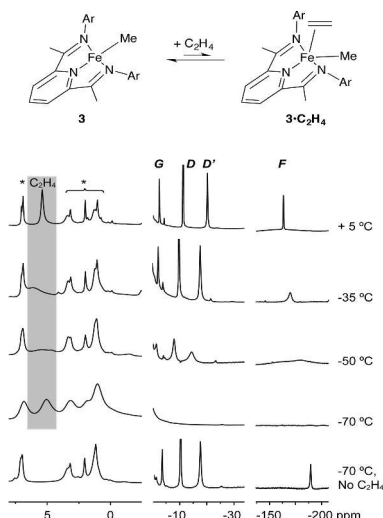 Ar
Me
N
Fe
N
N
Ar
3
+ C₂H₄
Ar
N
Fe
Me
N
N
Ar
3•C₂H₄
* C₂H₄ *
G D D' F
+ 5 ºC
-35 ºC
-50 ºC
-70 ºC
-70 ºC,
No C₂H₄
5 0 -10 -30 -150 -200 ppm